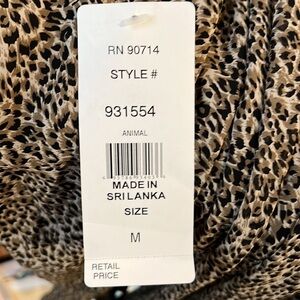 RN 90714
STYLE #
931554
ANIMAL
MADE IN
SRI LANKA
SIZE
M
RETAIL
PRICE